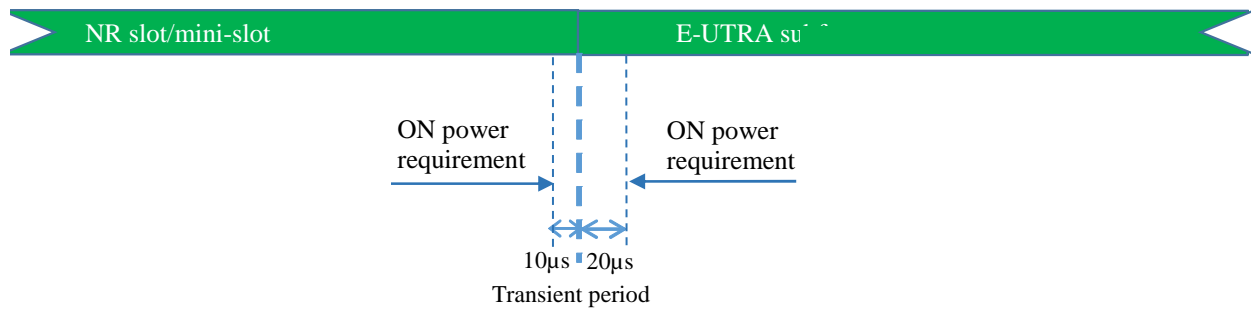 NR slot/mini-slot
E-UTRA
ON power
requirement
ON power
requirement
10µs
20µs
Transient period